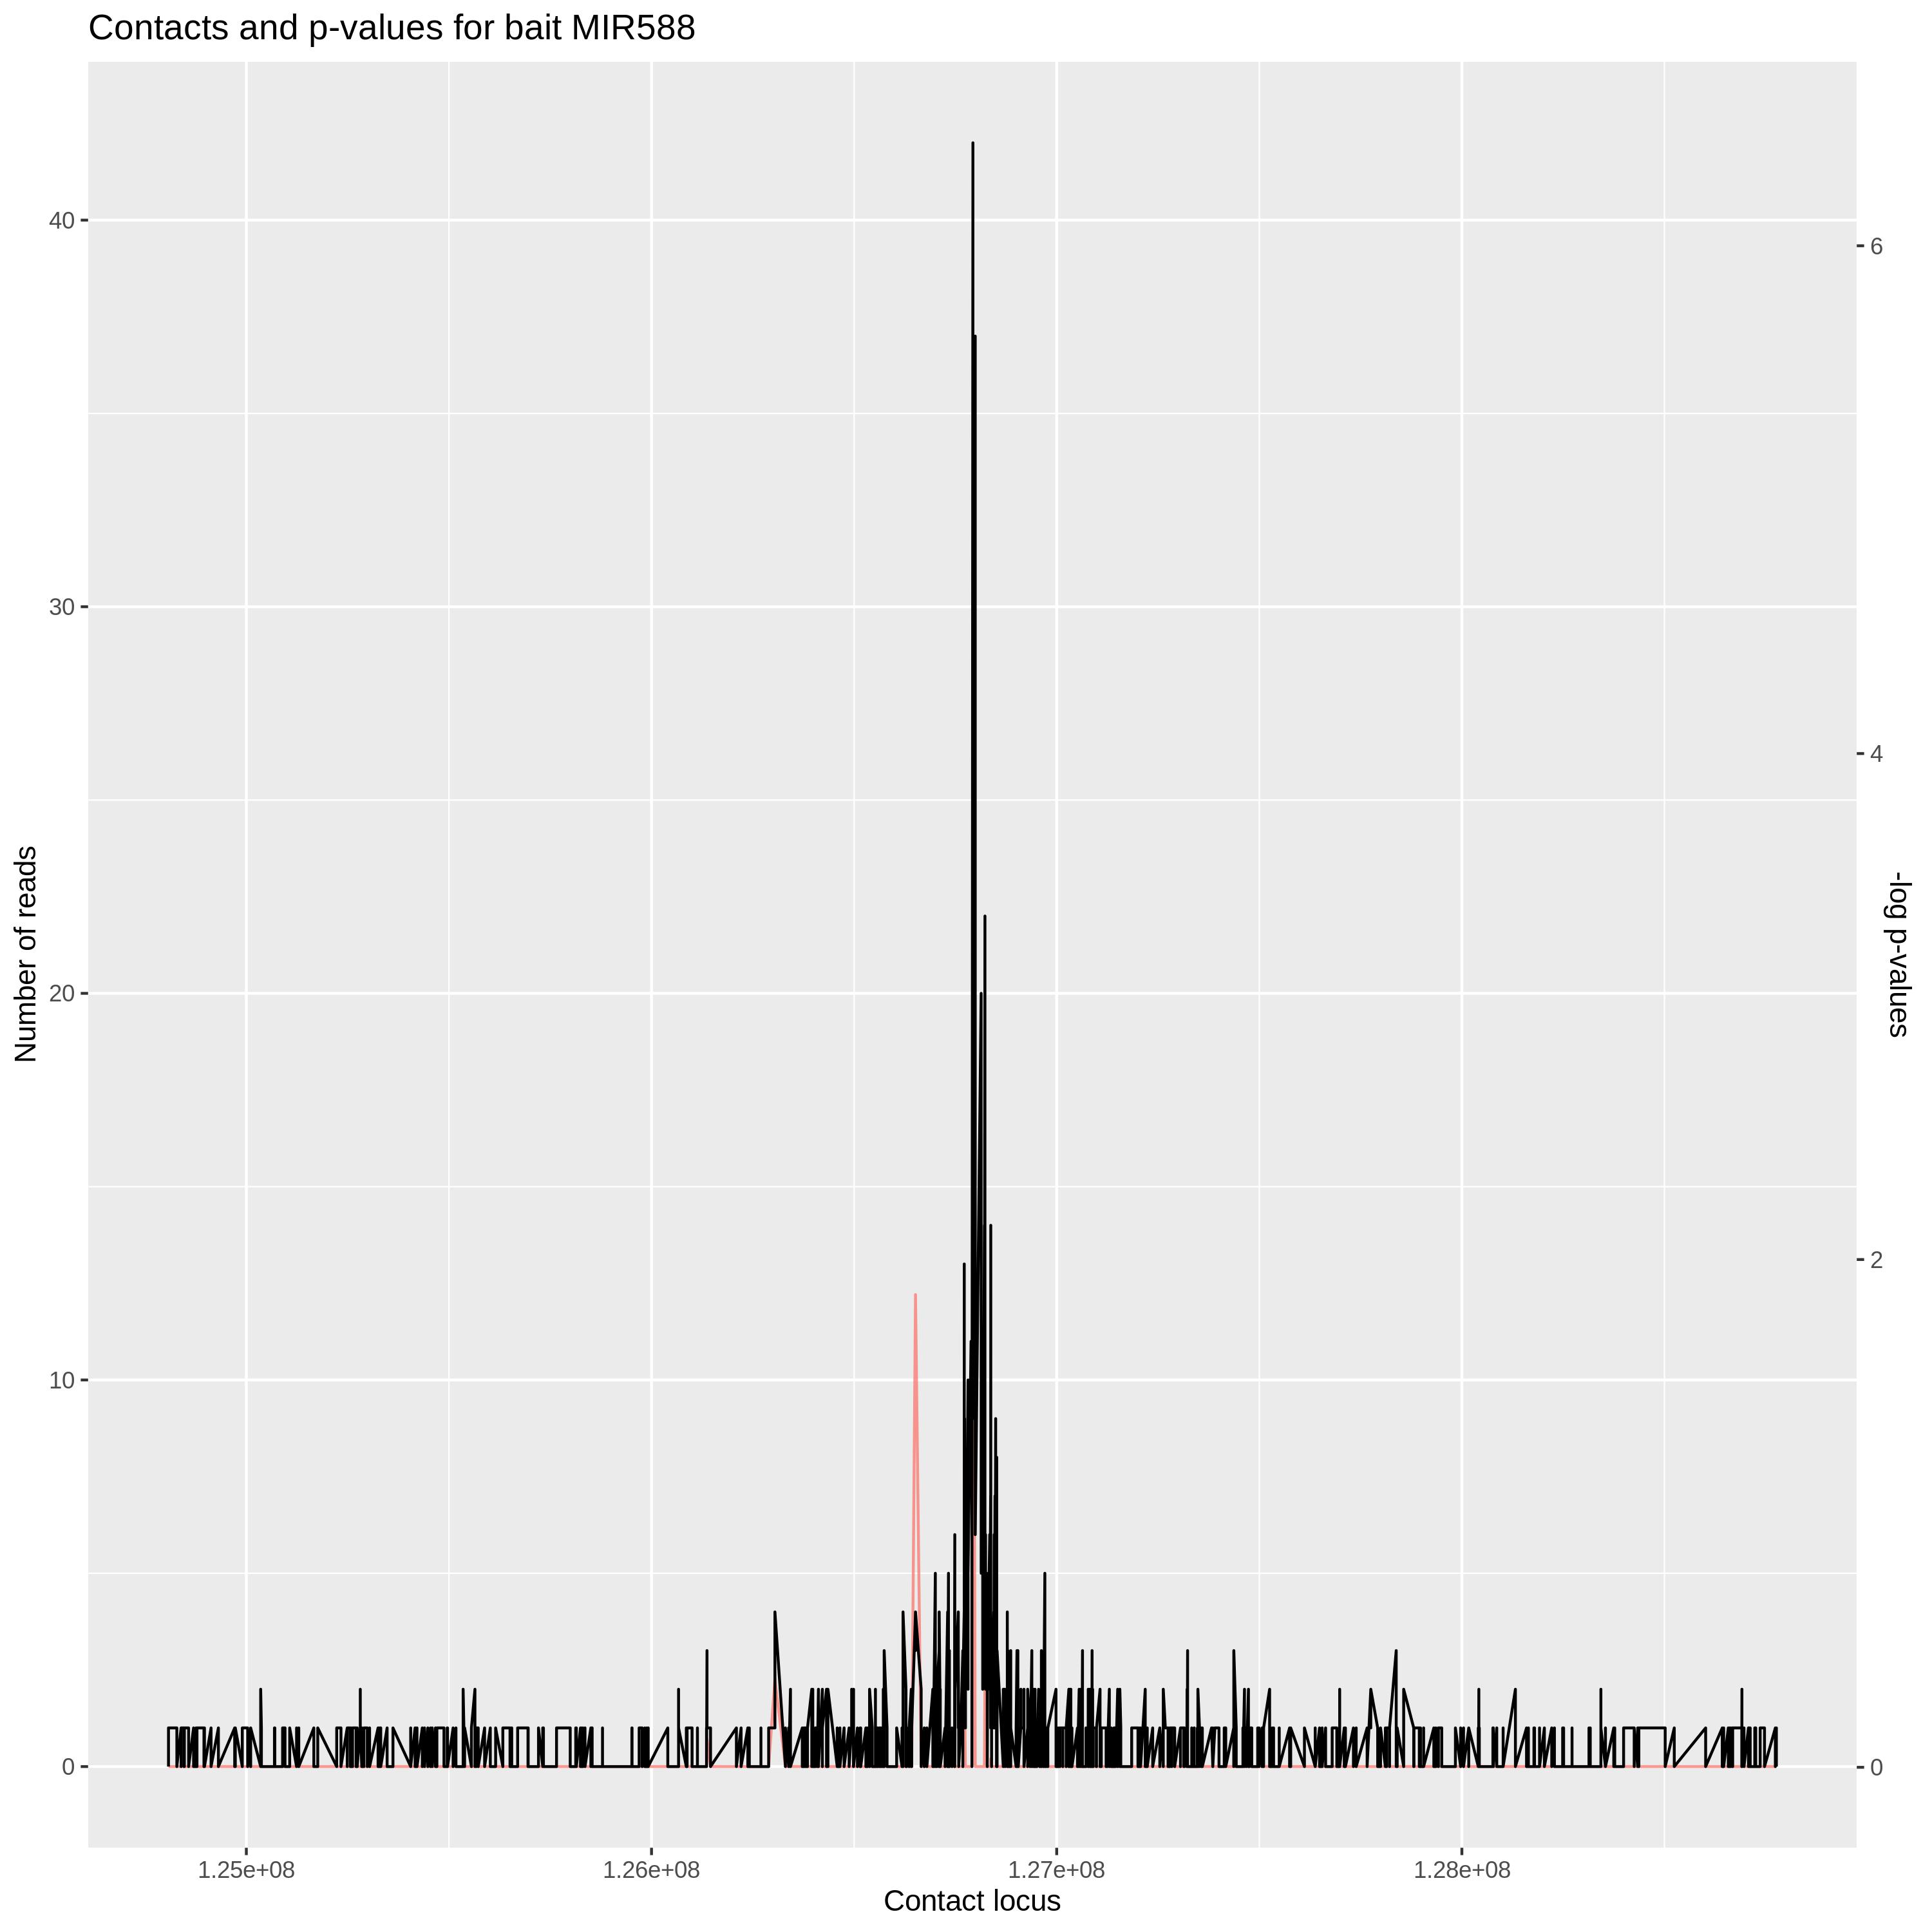 Contacts and p-values for bait MIR588
Number of reads
40
30
20
10
0
6
4
2
0
-log p-values
1.25e+08 1.26e+08 1.27e+08 1.28e+08
Contact locus